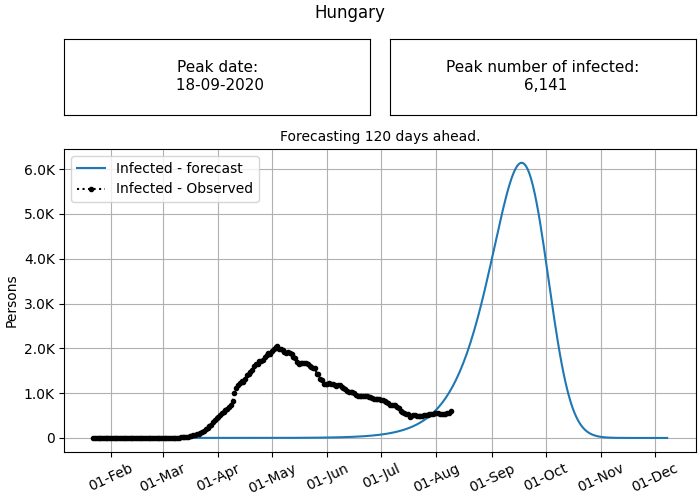 Hungary
Peak date:
18-09-2020
Peak number of infected:
6,141
Forecasting 120 days ahead.
Infected - forecast
Infected - Observed
6.0K
5.0K
4.0K
3.0K
2.0K
1.0K
0
Persons
01-Feb
01-Mar
01-Apr
01-May
01-Jun
01-Jul
01-Aug
01-Sep
01-Oct
01-Nov
01-Dec